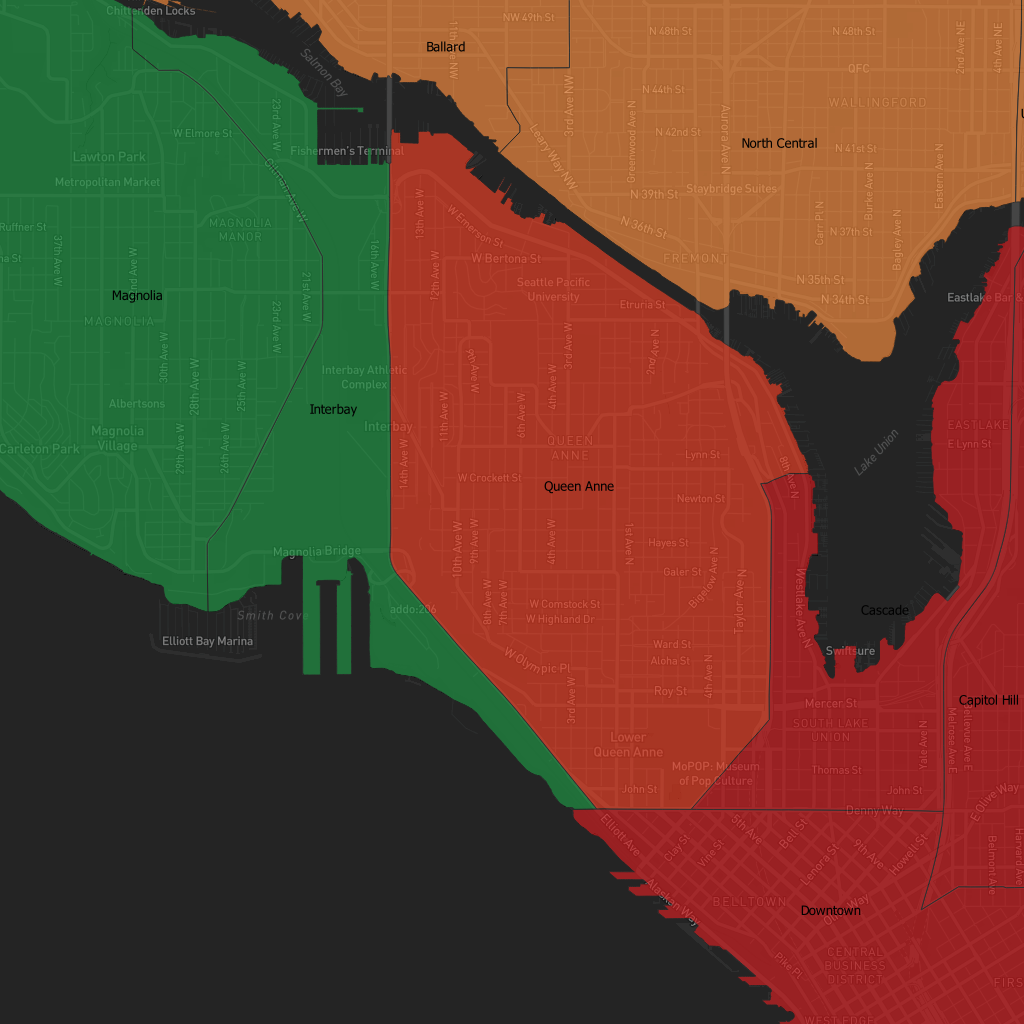 Chittenden Locks
NW 49th St
11th Ave NW
Ballard
N 48th St
N 48th St
2nd Ave NE
4th Ave NE
Salmon Bay
QFC
N 44th St
3rd Ave NW
WALLINGFORD
23rd Ave W
W Elmore St
Leary Way NW
Greenwood Ave N
N 42nd St
Aurora Ave N
North Central
N 41st St
Fishermen's Terminal
Lawton Park
Metropolitan Market
Gilman Ave W
N 39th St
Staybridge Suites
Burke Ave N
Eastern Ave N
13th Ave W
W Emerson St
N 36th St
Carr Pl N
N 37th St
Bagley Ave N
Ruffner St
MAGNOLIA
MANOR
37th Ave W
16th Ave W
12th Ave W
W Bertona St
FREMONT
Seattle Pacific
University
N 35th St
N 34th St
Eastlake Bar &
Magnolia
21st Ave W
23rd Ave W
Etruria St
MAGNOLIA
30th Ave W
3rd Ave W
2nd Ave N
Interbay Athletic
Complex
28th Ave W
25th Ave W
9th Ave W
4th Ave W
Albertsons
Interbay
11th Ave W
6th Ave W
Interbay
Magnolia
Village
QUEEN
ANNE
EASTLAKE
E Lynn St
Carleton Park
29th Ave W
26th Ave W
14th Ave W
Lynn St
Lake Union
W Crockett St
Queen Anne
8th Ave N
Newton St
10th Ave W
9th Ave W
4th Ave W
1st Ave N
Hayes St
Magnolia Bridge
Galer St
Bigelow Ave N
Taylor Ave N
Westlake Ave N
addo:206
8th Ave W
7th Ave W
W Comstock St
W Highland Dr
Cascade
Smith Cove
Elliott Bay Marina
Ward St
Aloha St
Swiftsure
W Olympic Pl
Roy St
4th Ave N
3rd Ave W
Mercer St
Capitol Hill
SOUTH LAKE
UNION
Yale Ave N
Melrose Ave E
Bellevue Ave E
Lower
Queen Anne
MoPOP: Museum
of Pop Culture
Thomas St
John St
John St
E Olive Way
Denny Way
Elliott Ave
5th Ave
Bell St
Clay St
Vine St
Lenora St
9th Ave
Howell St
Belmont Ave
Harvard Ave
Alaskan Way
BELLTOWN
Downtown
Olive Way
Pike Pl
CENTRAL
BUSINESS
DISTRICT
FIRS
WEST EDGE